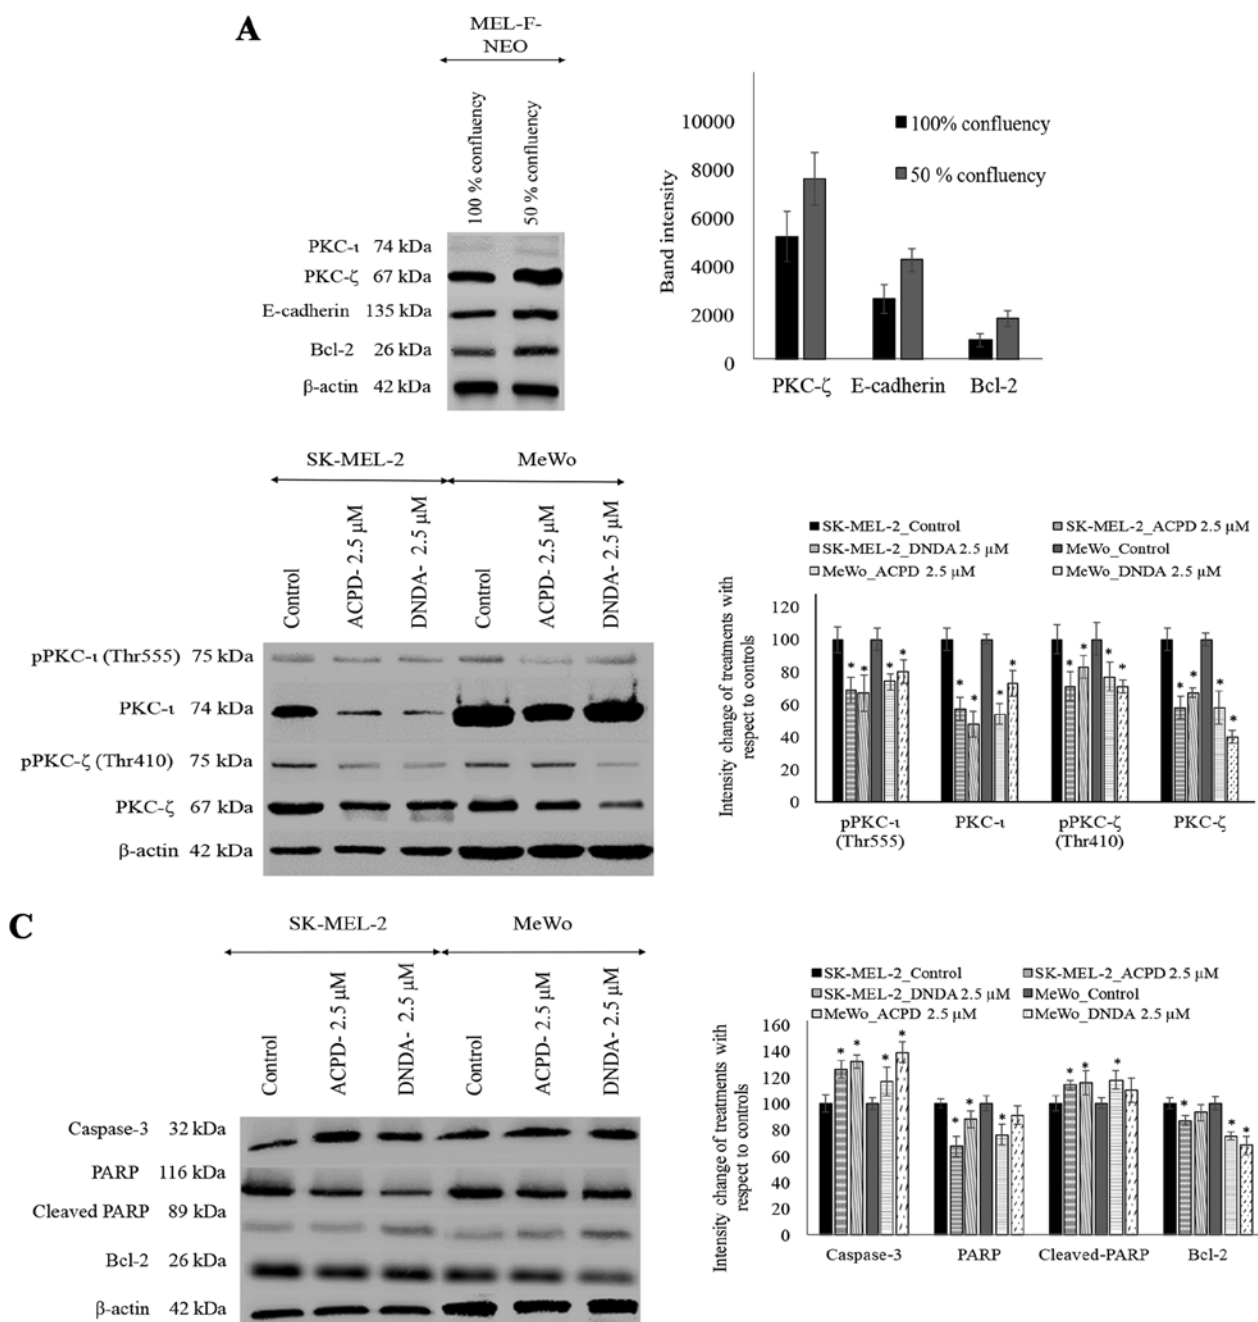 A
MEL-F-
NEO
100 % confluency
50 % confluency
PKC-ι 74 kDa
PKC-ζ 67 kDa
E-cadherin 135 kDa
Bcl-2 26 kDa
β-actin 42 kDa
Band intensity
10000
8000
6000
4000
2000
0
100% confluency
50 % confluency
PKC-ζ E-cadherin Bcl-2
SK-MEL-2 MeWo
Control
ACPD- 2.5 μM
DNDA- 2.5 μM
Control
ACPD- 2.5 μM
DNDA- 2.5 μM
pPKC-ι (Thr555) 75 kDa
PKC-ι 74 kDa
pPKC-ζ (Thr410) 75 kDa
PKC-ζ 67 kDa
β-actin 42 kDa
SK-MEL-2_Control SK-MEL-2_ACPD 2.5 μM
SK-MEL-2_DNDA 2.5 μM MeWo_Control
MeWo_ACPD 2.5 μM MeWo_DNDA 2.5 μM
Intensity change of treatments with
respect to controls
120
100
80
60
40
20
0
* * * *
* * * *
* * * *
* * * *
pPKC-ι PKC-ι pPKC-ζ PKC-ζ
(Thr555) (Thr410)
C
SK-MEL-2 MeWo
Control
ACPD- 2.5 μM
DNDA- 2.5 μM
Control
ACPD- 2.5 μM
DNDA- 2.5 μM
Caspase-3 32 kDa
PARP 116 kDa
Cleaved PARP 89 kDa
Bcl-2 26 kDa
β-actin 42 kDa
SK-MEL-2_Control SK-MEL-2_ACPD 2.5 μM
SK-MEL-2_DNDA 2.5 μM MeWo_Control
MeWo_ACPD 2.5 μM MeWo_DNDA 2.5 μM
Intensity change of treatments with
respect to controls
160
140
120
100
80
60
40
20
0
* * * *
* * *
* * *
* * *
Caspase-3 PARP Cleaved-PARP Bcl-2